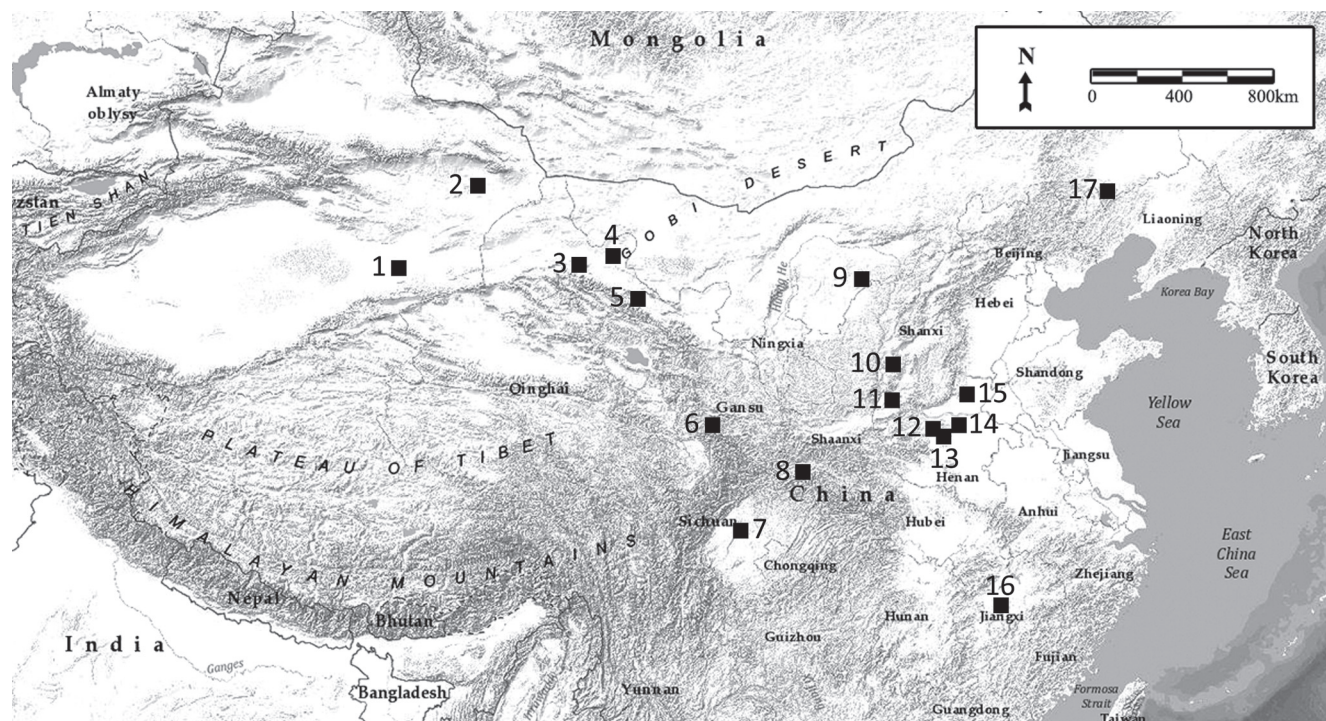 Mongolia
N
0 400 800km
Almaty
oblysy
yzstan
TIEN SHAN
GOBI DESERT
Liaoning
North
Korea
Beijing
Korea Bay
Hebei
Huang He
Shanxi
Ningxia
Shandong
South
Korea
Qinghai
Gansu
Yellow
Sea
PLATEAU OF TIBET
Shaanxi
Jiangsu
Henan
China
HIMALAYAN MOUNTAINS
Sichuan
Hubei
Anhui
East
China
Sea
Chongqing
Zhejiang
Nepal
Bhutan
Hunan
Jiangxi
India
Ganges
Guizhou
Fujian
Bangladesh
Irrawaddy
Yunnan
Formosa
Strait
Guangdong
Taiwan
1
2
3
4
5
6
7
8
9
10
11
12
13
14
15
16
17